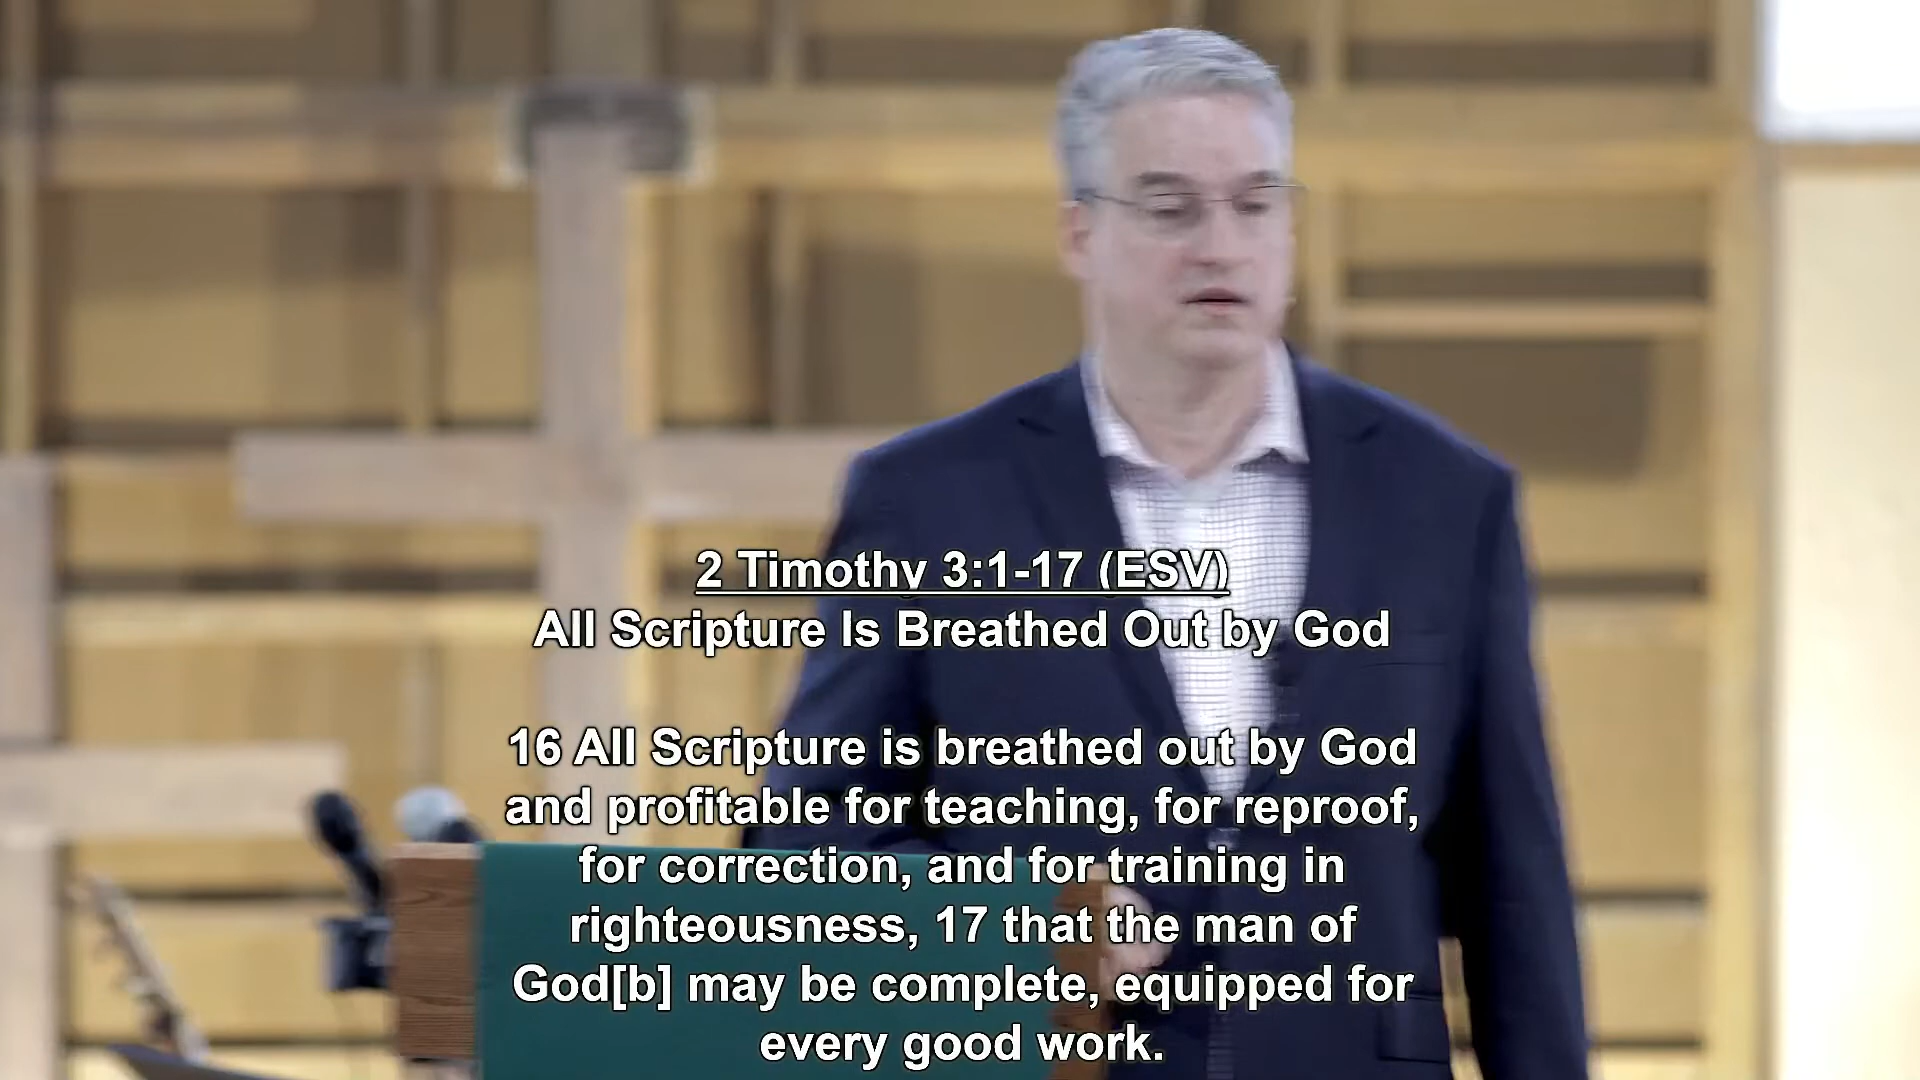 2 Timothy 3:1-17 (ESV)
All Scripture Is Breathed Out by God
16 All Scripture is breathed out by God
and profitable for teaching, for reproof,
for correction, and for training in
righteousness, 17 that the man of
God[b] may be complete, equipped for
every good work.